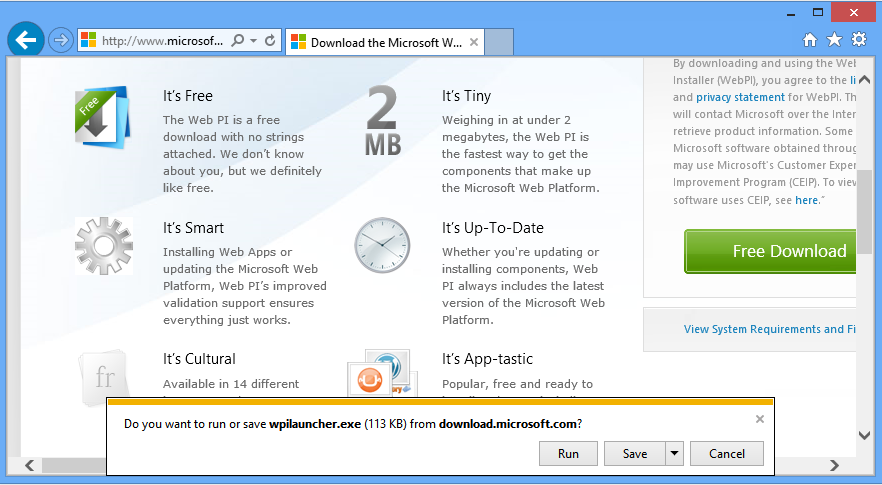 http://www.microsof...
Download the Microsoft W...
Free
It's Free
The Web PI is a free
download with no strings
attached. We don't know
about you, but we definitely
like free.
2
MB
It's Tiny
Weighing in at under 2
megabytes, the Web PI is
the fastest way to get the
components that make up
the Microsoft Web Platform.
It's Smart
Installing Web Apps or
updating the Microsoft Web
Platform, Web PI's improved
validation support ensures
everything just works.
It's Up-To-Date
Whether you're updating or
installing components, Web
PI always includes the latest
version of the Microsoft Web
Platform.
fr
It's Cultural
Available in 14 different
It's App-tastic
Popular, free and ready to
By downloading and using the Web
Installer (WebPI), you agree to the li
and privacy statement for WebPI. Th
will contact Microsoft over the Inter
retrieve product information. Some
Microsoft software obtained throug
may use Microsoft's Customer Exper
Improvement Program (CEIP). To view
software uses CEIP, see here."
Free Download
View System Requirements and Fi
Do you want to run or save wpilauncher.exe (113 KB) from download.microsoft.com?
Run
Save
Cancel